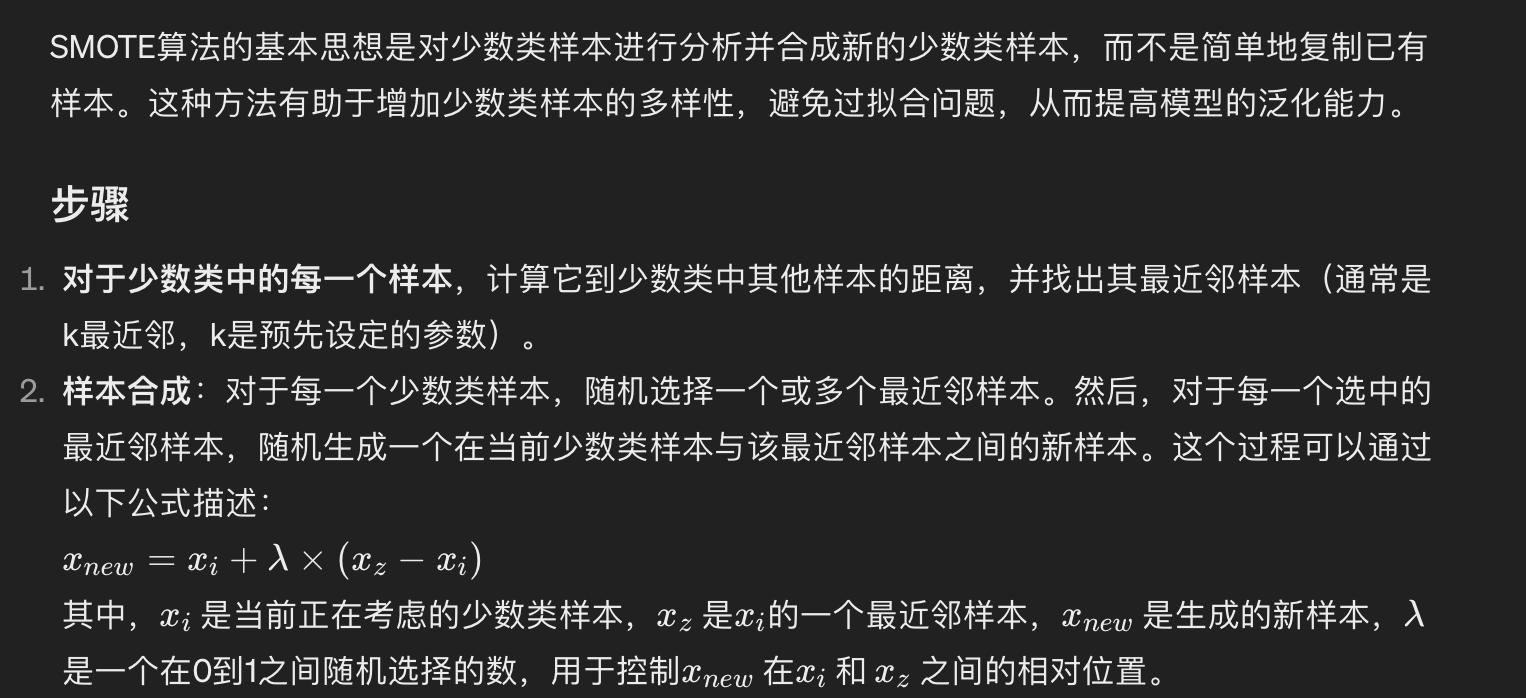 SMOTE算法的基本思想是对少数类样本进行分析并合成新的少数类样本，而不是简单地复制已有
样本。这种方法有助于增加少数类样本的多样性，避免过拟合问题，从而提高模型的泛化能力。
步骤
1. 对于少数类中的每一个样本，计算它到少数类中其他样本的距离，并找出其最近邻样本（通常是
k最近邻，k是预先设定的参数）。
2. 样本合成：对于每一个少数类样本，随机选择一个或多个最近邻样本。然后，对于每一个选中的
最近邻样本，随机生成一个在当前少数类样本与该最近邻样本之间的新样本。这个过程可以通过
以下公式描述：
$x_{new} = x_i + \lambda \times (x_z - x_i)$
其中，$x_i$ 是当前正在考虑的少数类样本，$x_z$ 是$x_i$的一个最近邻样本，$x_{new}$ 是生成的新样本，$\lambda$
是一个在0到1之间随机选择的数，用于控制$x_{new}$ 在$x_i$ 和 $x_z$ 之间的相对位置。